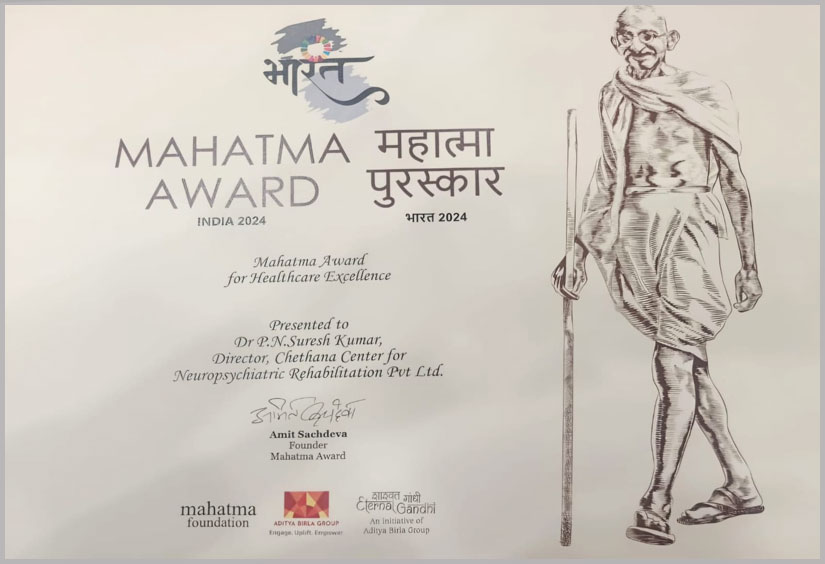 भारत
MAHATMA
AWARD
INDIA 2024
महात्मा
पुरस्कार
भारत 2024
Mahatma Award
for Healthcare Excellence
Presented to
Dr P.N.Suresh Kumar,
Director, Chethana Center for
Neuropsychiatric Rehabilitation Pvt Ltd.
Amit Sachdeva
Founder
Mahatma Award
mahatma
foundation
ADITYA BIRLA GROUP
Engage. Uplift. Empower
शाश्वत गांधी
Eternal Gandhi
An Initiative of
Aditya Birla Group